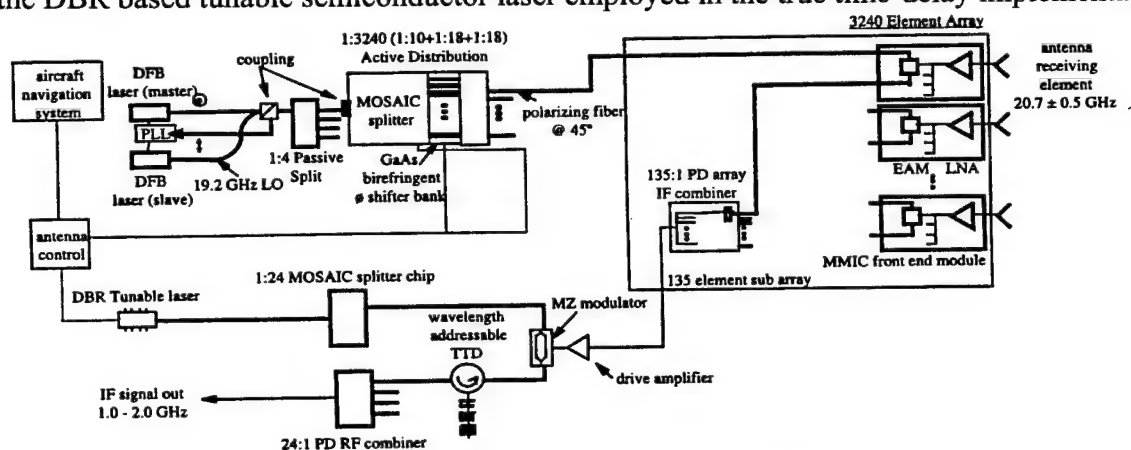 the DBR based tunable semiconductor laser employed in the true time-delay
3240 Element Array
1:3240 (1:10+1:18+1:18)
Active Distribution
coupling
aircraft
navigation
system
DFB
laser (master)
MOSAIC
splitter
antenna
receiving
element
20.7 ± 0.5 GHz
polarizing fiber
@ 45°
PLL
1:4 Passive
Split
GaAs
birefringent
ø shifter bank
DFB
laser (slave)
19.2 GHz LO
EAM LNA
135:1 PD array
IF combiner
antenna
control
MMIC front end module
135 element sub array
1:24 MOSAIC splitter chip
DBR Tunable laser
MZ modulator
wavelength
addressable
TTD
drive amplifier
IF signal out
1.0 - 2.0 GHz
24:1 PD RF combiner